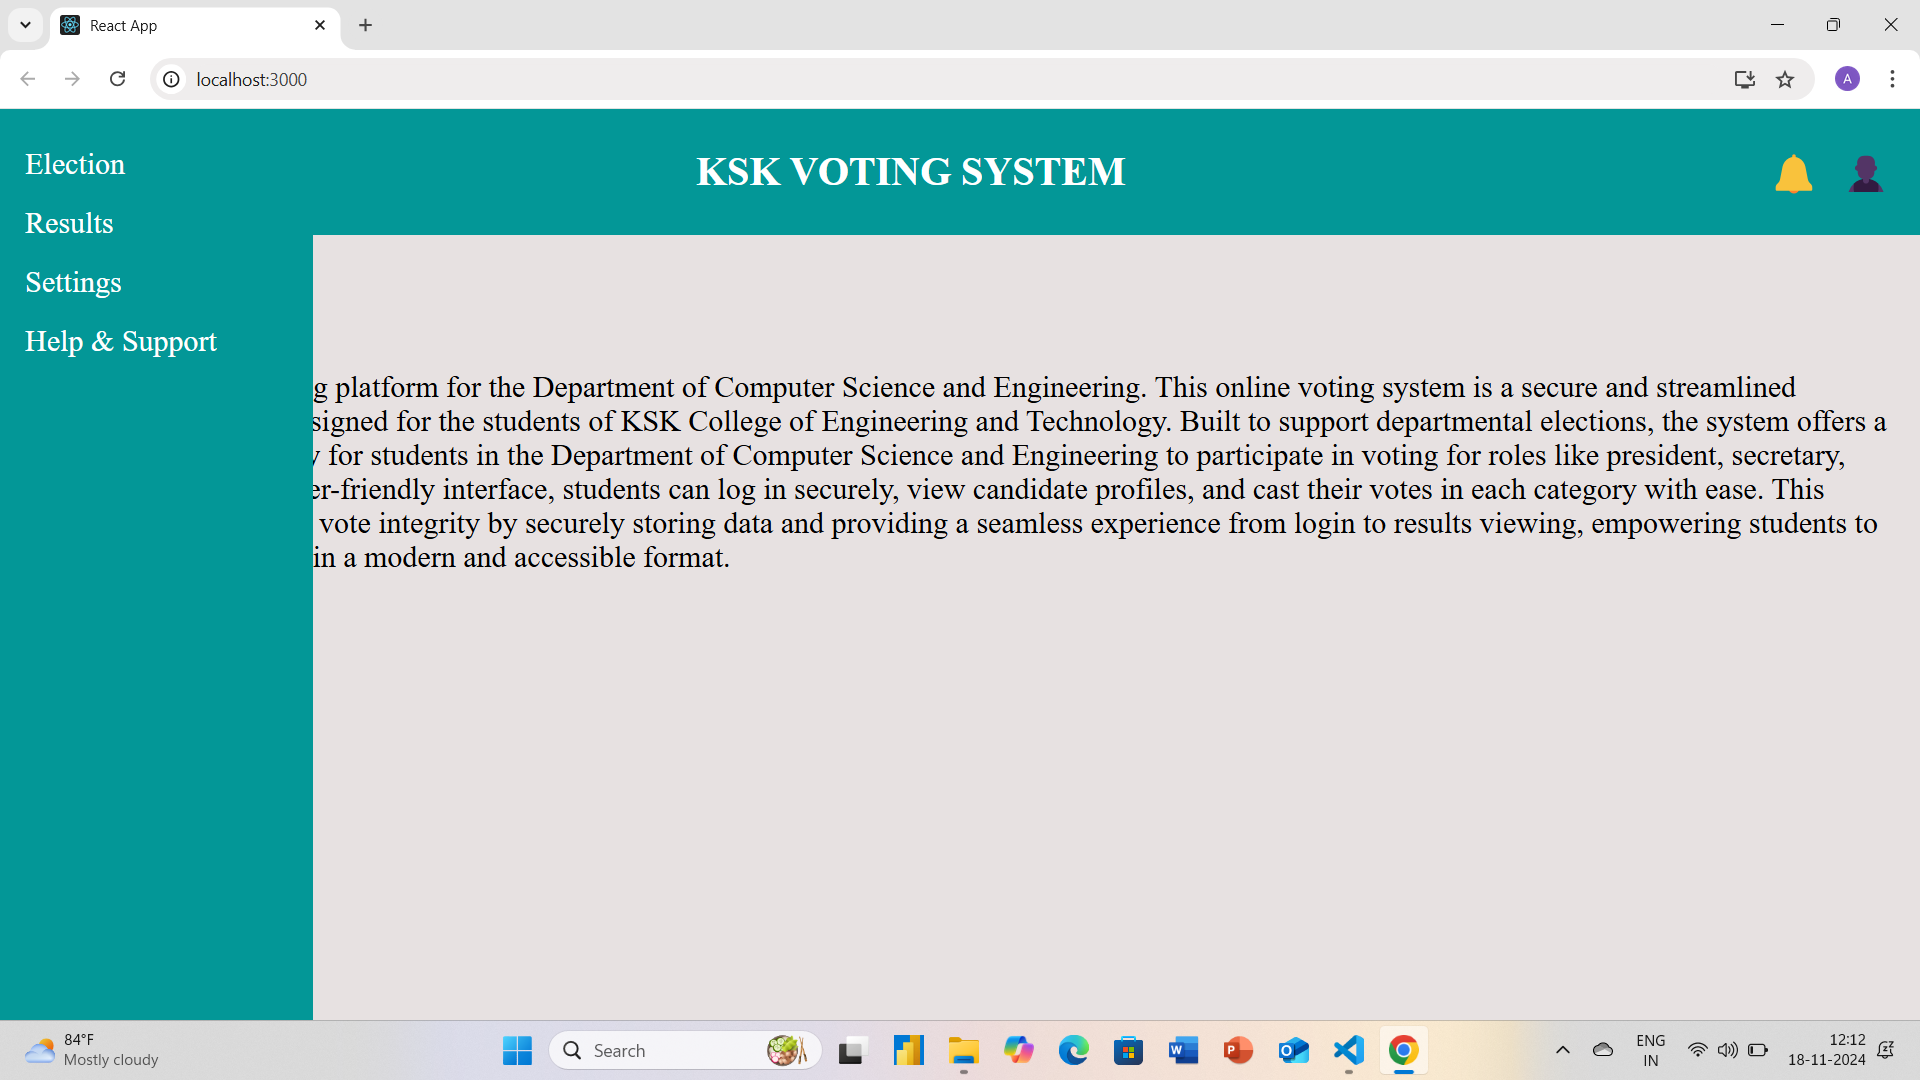 React App
localhost:3000
A
Election
Results
Settings
Help & Support
KSK VOTING SYSTEM
g platform for the Department of Computer Science and Engineering. This online voting system is a secure and streamlined
signed for the students of KSK College of Engineering and Technology. Built to support departmental elections, the system offers a
for students in the Department of Computer Science and Engineering to participate in voting for roles like president, secretary,
er-friendly interface, students can log in securely, view candidate profiles, and cast their votes in each category with ease. This
vote integrity by securely storing data and providing a seamless experience from login to results viewing, empowering students to
in a modern and accessible format.
84°F
Mostly cloudy
Search
ENG
IN
12:12
18-11-2024